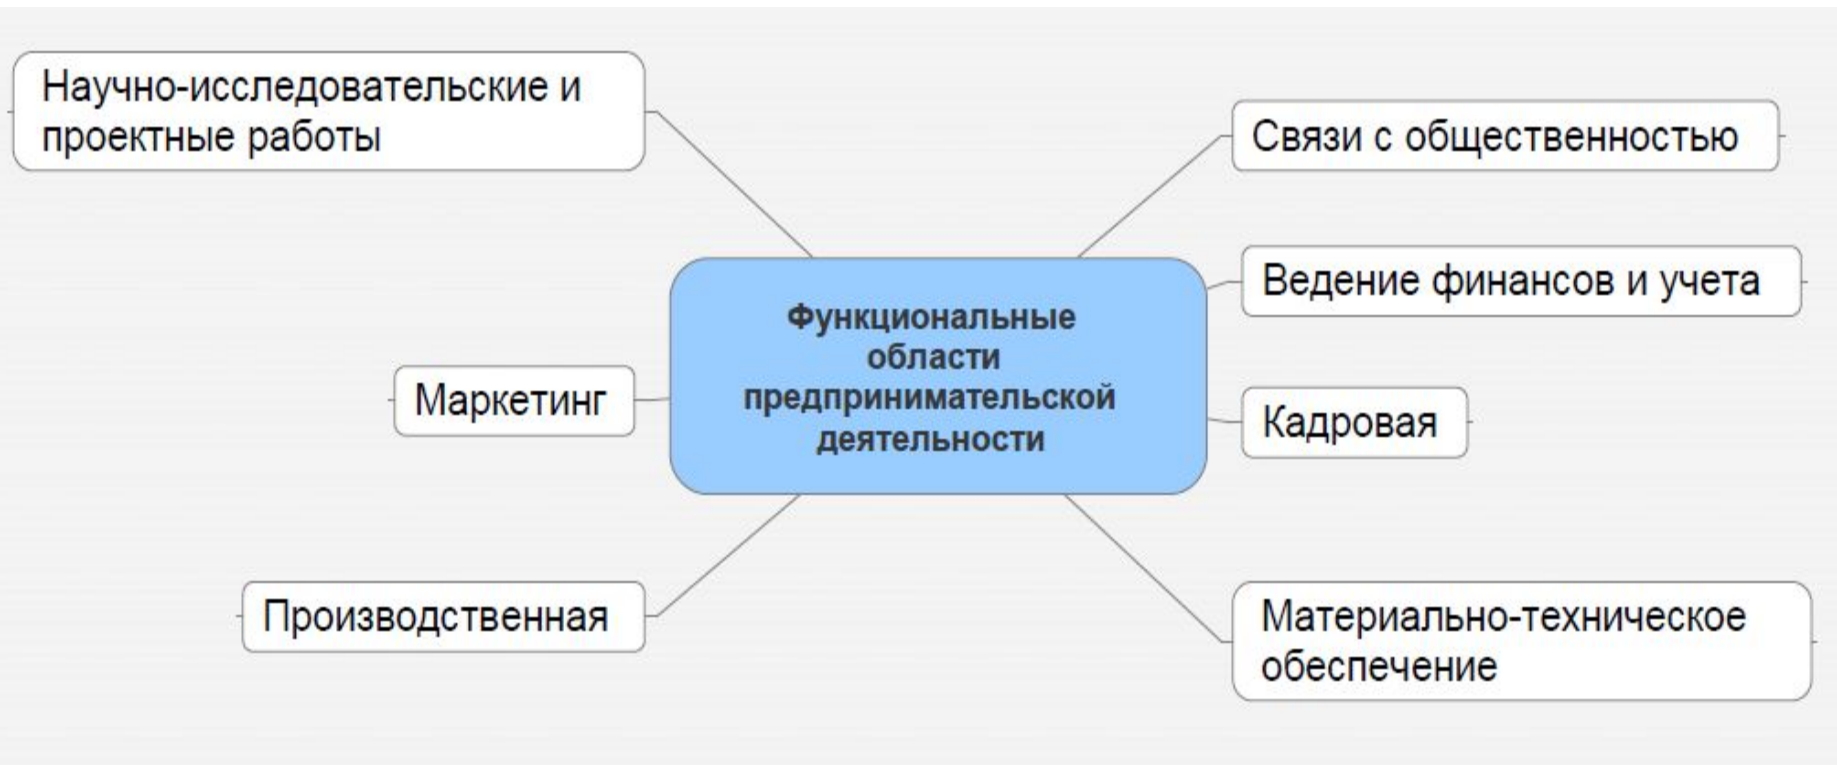 Научно-исследовательские и
проектные работы
Связи с общественностью
Ведение финансов и учета
Функциональные
области
предпринимательской
деятельности
Маркетинг
Кадровая
Производственная
Материально-техническое
обеспечение